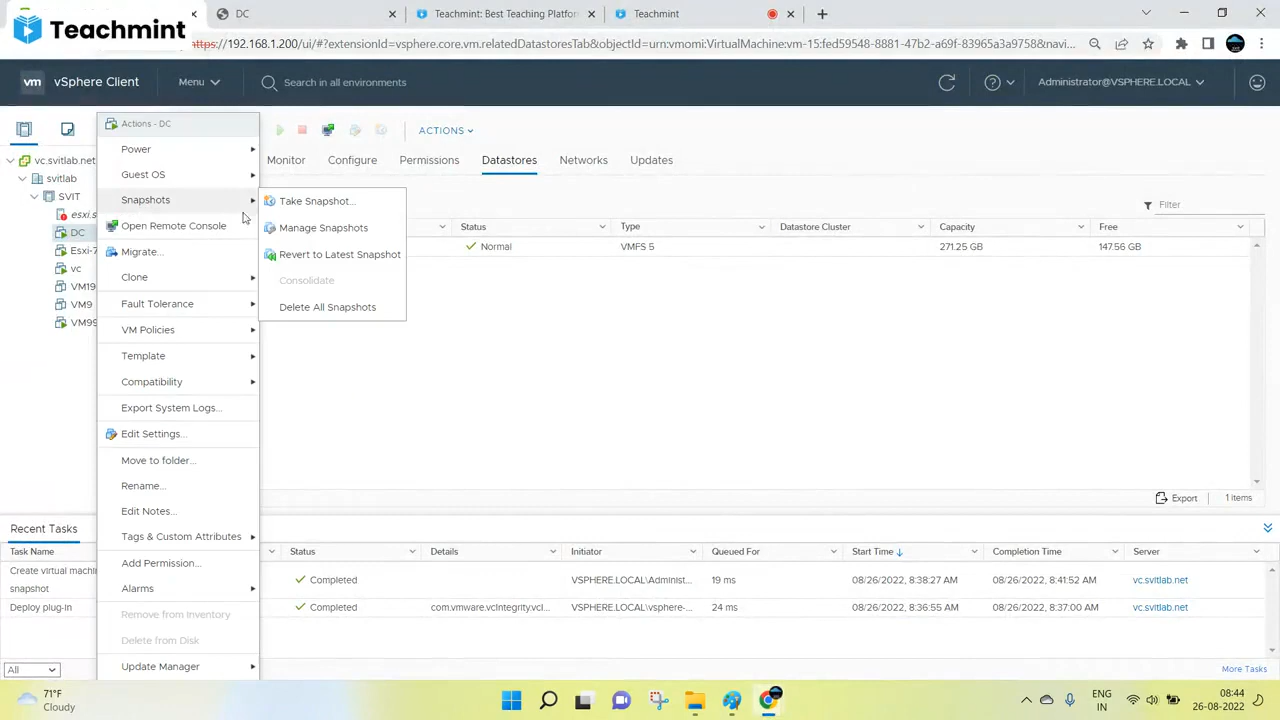 Teachmint
DC
Teachmint: Best Teaching Platfor
Teachmint
https://192.168.1.200/ui/#?extensionId=vsphere.core.vm.relatedDatastoresTab&objectId=urn:vmomi:VirtualMachine:vm-15:fed59548-8881-47b2-a69f-83965a3a9758&navi...
vm vSphere Client Menu Search in all environments Administrator@VSPHERE.LOCAL
Actions - DC
ACTIONS
Monitor Configure Permissions Datastores Networks Updates
vc.svitlab.net
svitlab
SVIT
esxi.s
DC
Esxi-7
vc
VM19
VM9
VM99
Power
Guest OS
Snapshots
Open Remote Console
Migrate...
Clone
Fault Tolerance
VM Policies
Template
Compatibility
Export System Logs...
Edit Settings...
Move to folder...
Rename...
Edit Notes...
Tags & Custom Attributes
Add Permission...
Alarms
Remove from Inventory
Delete from Disk
Update Manager
Take Snapshot...
Manage Snapshots
Revert to Latest Snapshot
Consolidate
Delete All Snapshots
Filter
Status Type Datastore Cluster Capacity Free
Normal VMFS 5 271.25 GB 147.56 GB
Export 1 items
Recent Tasks
Task Name Status Details Initiator Queued For Start Time Completion Time Server
Create virtual machin
snapshot
Completed VSPHERE.LOCAL\Administ... 19 ms 08/26/2022, 8:38:27 AM 08/26/2022, 8:41:52 AM vc.svitlab.net
Deploy plug-in Completed com.vmware.vcIntegrity.vcI... VSPHERE.LOCAL\vsphere-... 24 ms 08/26/2022, 8:36:55 AM 08/26/2022, 8:37:00 AM vc.svitlab.net
All More Tasks
71°F
Cloudy
ENG
IN
08:44
26-08-2022